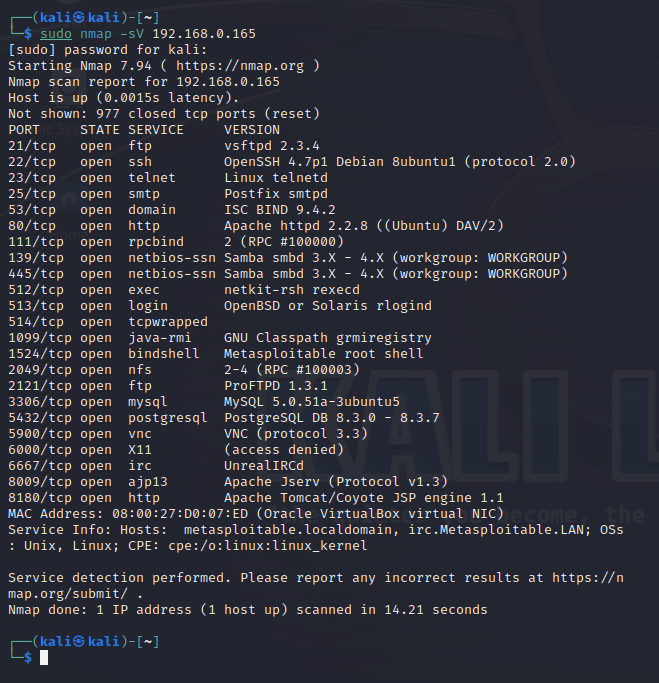 ┌──(kali㉿kali)-[~]
└─$ sudo nmap -sV 192.168.0.165
[sudo] password for kali:
Starting Nmap 7.94 ( https://nmap.org )
Nmap scan report for 192.168.0.165
Host is up (0.0015s latency).
Not shown: 977 closed tcp ports (reset)
PORT     STATE SERVICE     VERSION
21/tcp   open  ftp         vsftpd 2.3.4
22/tcp   open  ssh         OpenSSH 4.7p1 Debian 8ubuntu1 (protocol 2.0)
23/tcp   open  telnet      Linux telnetd
25/tcp   open  smtp        Postfix smtpd
53/tcp   open  domain      ISC BIND 9.4.2
80/tcp   open  http        Apache httpd 2.2.8 ((Ubuntu) DAV/2)
111/tcp  open  rpcbind     2 (RPC #100000)
139/tcp  open  netbios-ssn Samba smbd 3.X - 4.X (workgroup: WORKGROUP)
445/tcp  open  netbios-ssn Samba smbd 3.X - 4.X (workgroup: WORKGROUP)
512/tcp  open  exec        netkit-rsh rexecd
513/tcp  open  login       OpenBSD or Solaris rlogind
514/tcp  open  tcpwrapped
1099/tcp open  java-rmi    GNU Classpath grmiregistry
1524/tcp open  bindshell   Metasploitable root shell
2049/tcp open  nfs         2-4 (RPC #100003)
2121/tcp open  ftp         ProFTPD 1.3.1
3306/tcp open  mysql       MySQL 5.0.51a-3ubuntu5
5432/tcp open  postgresql  PostgreSQL DB 8.3.0 - 8.3.7
5900/tcp open  vnc         VNC (protocol 3.3)
6000/tcp open  X11         (access denied)
6667/tcp open  irc         UnrealIRCd
8009/tcp open  ajp13       Apache Jserv (Protocol v1.3)
8180/tcp open  http        Apache Tomcat/Coyote JSP engine 1.1
MAC Address: 08:00:27:D0:07:ED (Oracle VirtualBox virtual NIC)
Service Info: Hosts:  metasploitable.localdomain, irc.Metasploitable.LAN; OSs
: Unix, Linux; CPE: cpe:/o:linux:linux_kernel

Service detection performed. Please report any incorrect results at https://n
map.org/submit/ .
Nmap done: 1 IP address (1 host up) scanned in 14.21 seconds

┌──(kali㉿kali)-[~]
└─$
KALI L